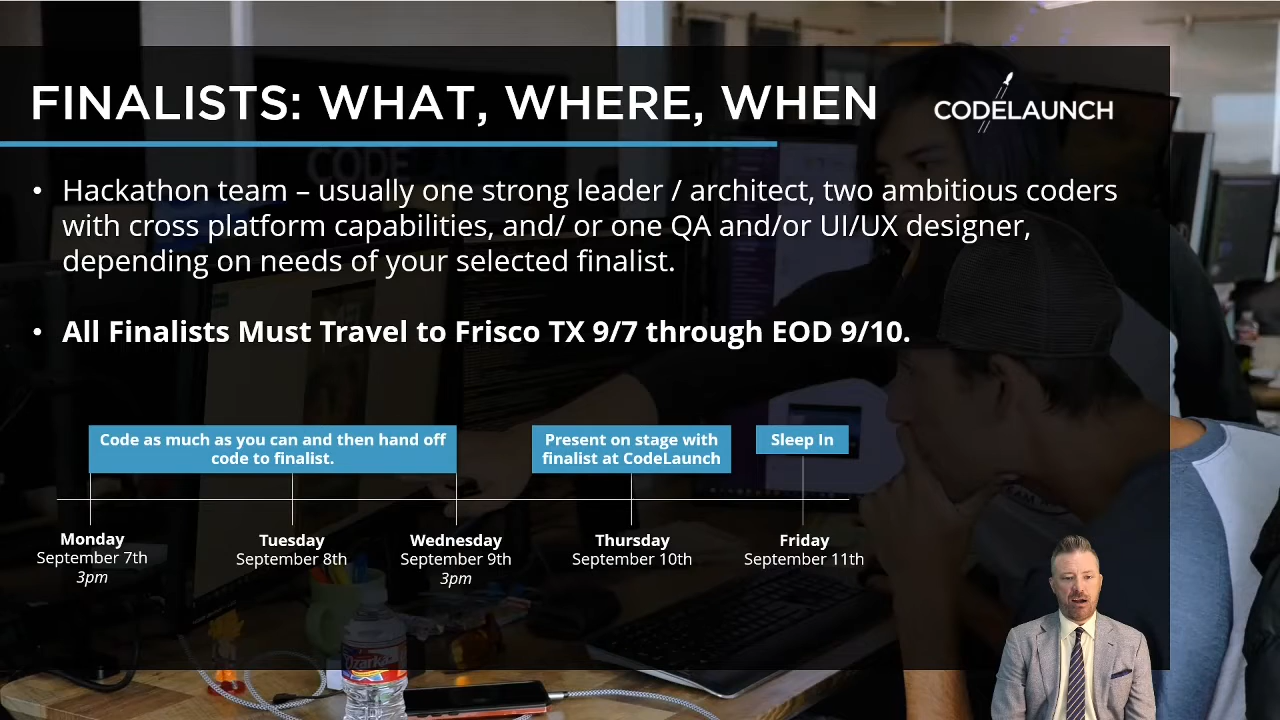 FINALISTS: WHAT, WHERE, WHEN
CODELAUNCH
• Hackathon team – usually one strong leader / architect, two ambitious coders
with cross platform capabilities, and/ or one QA and/or UI/UX designer,
depending on needs of your selected finalist.
• All Finalists Must Travel to Frisco TX 9/7 through EOD 9/10.
Code as much as you can and then hand off
code to finalist.
Present on stage with
finalist at CodeLaunch
Sleep In
Monday
September 7th
3pm
Tuesday
September 8th
Wednesday
September 9th
3pm
Thursday
September 10th
Friday
September 11th
Ozarka